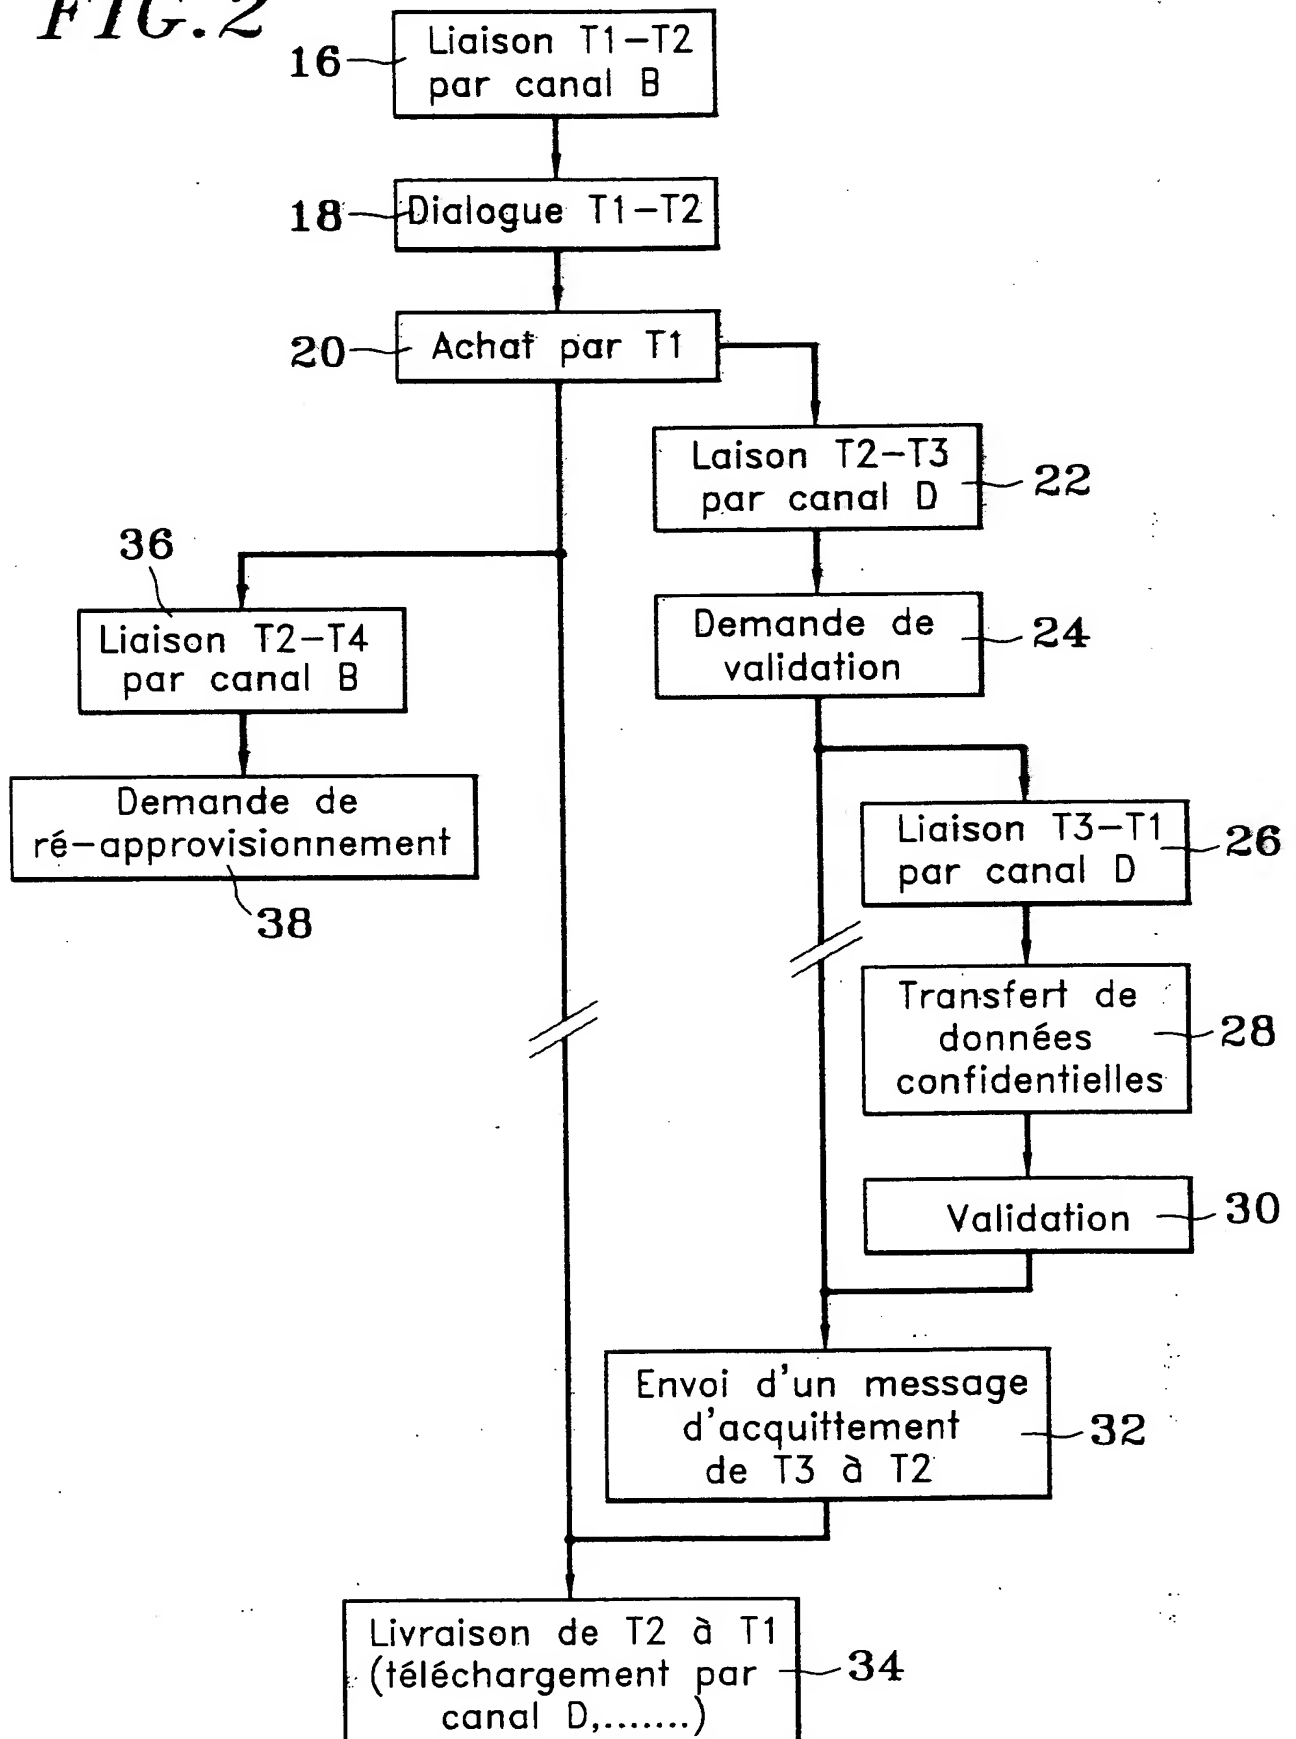 FIG.2
16
Liaison T1-T2
par canal B
18
Dialogue T1-T2
20
Achat par T1
Laison T2-T3
par canal D
22
36
Liaison T2-T4
par canal B
Demande de
validation
24
Demande de
ré-approvisionnement
38
Liaison T3-T1
par canal D
26
Transfert de
données
confidentielles
28
Validation
30
Envoi d'un message
d'acquittement
de T3 à T2
32
Livraison de T2 à T1
(téléchargement par
canal D,.......)
34